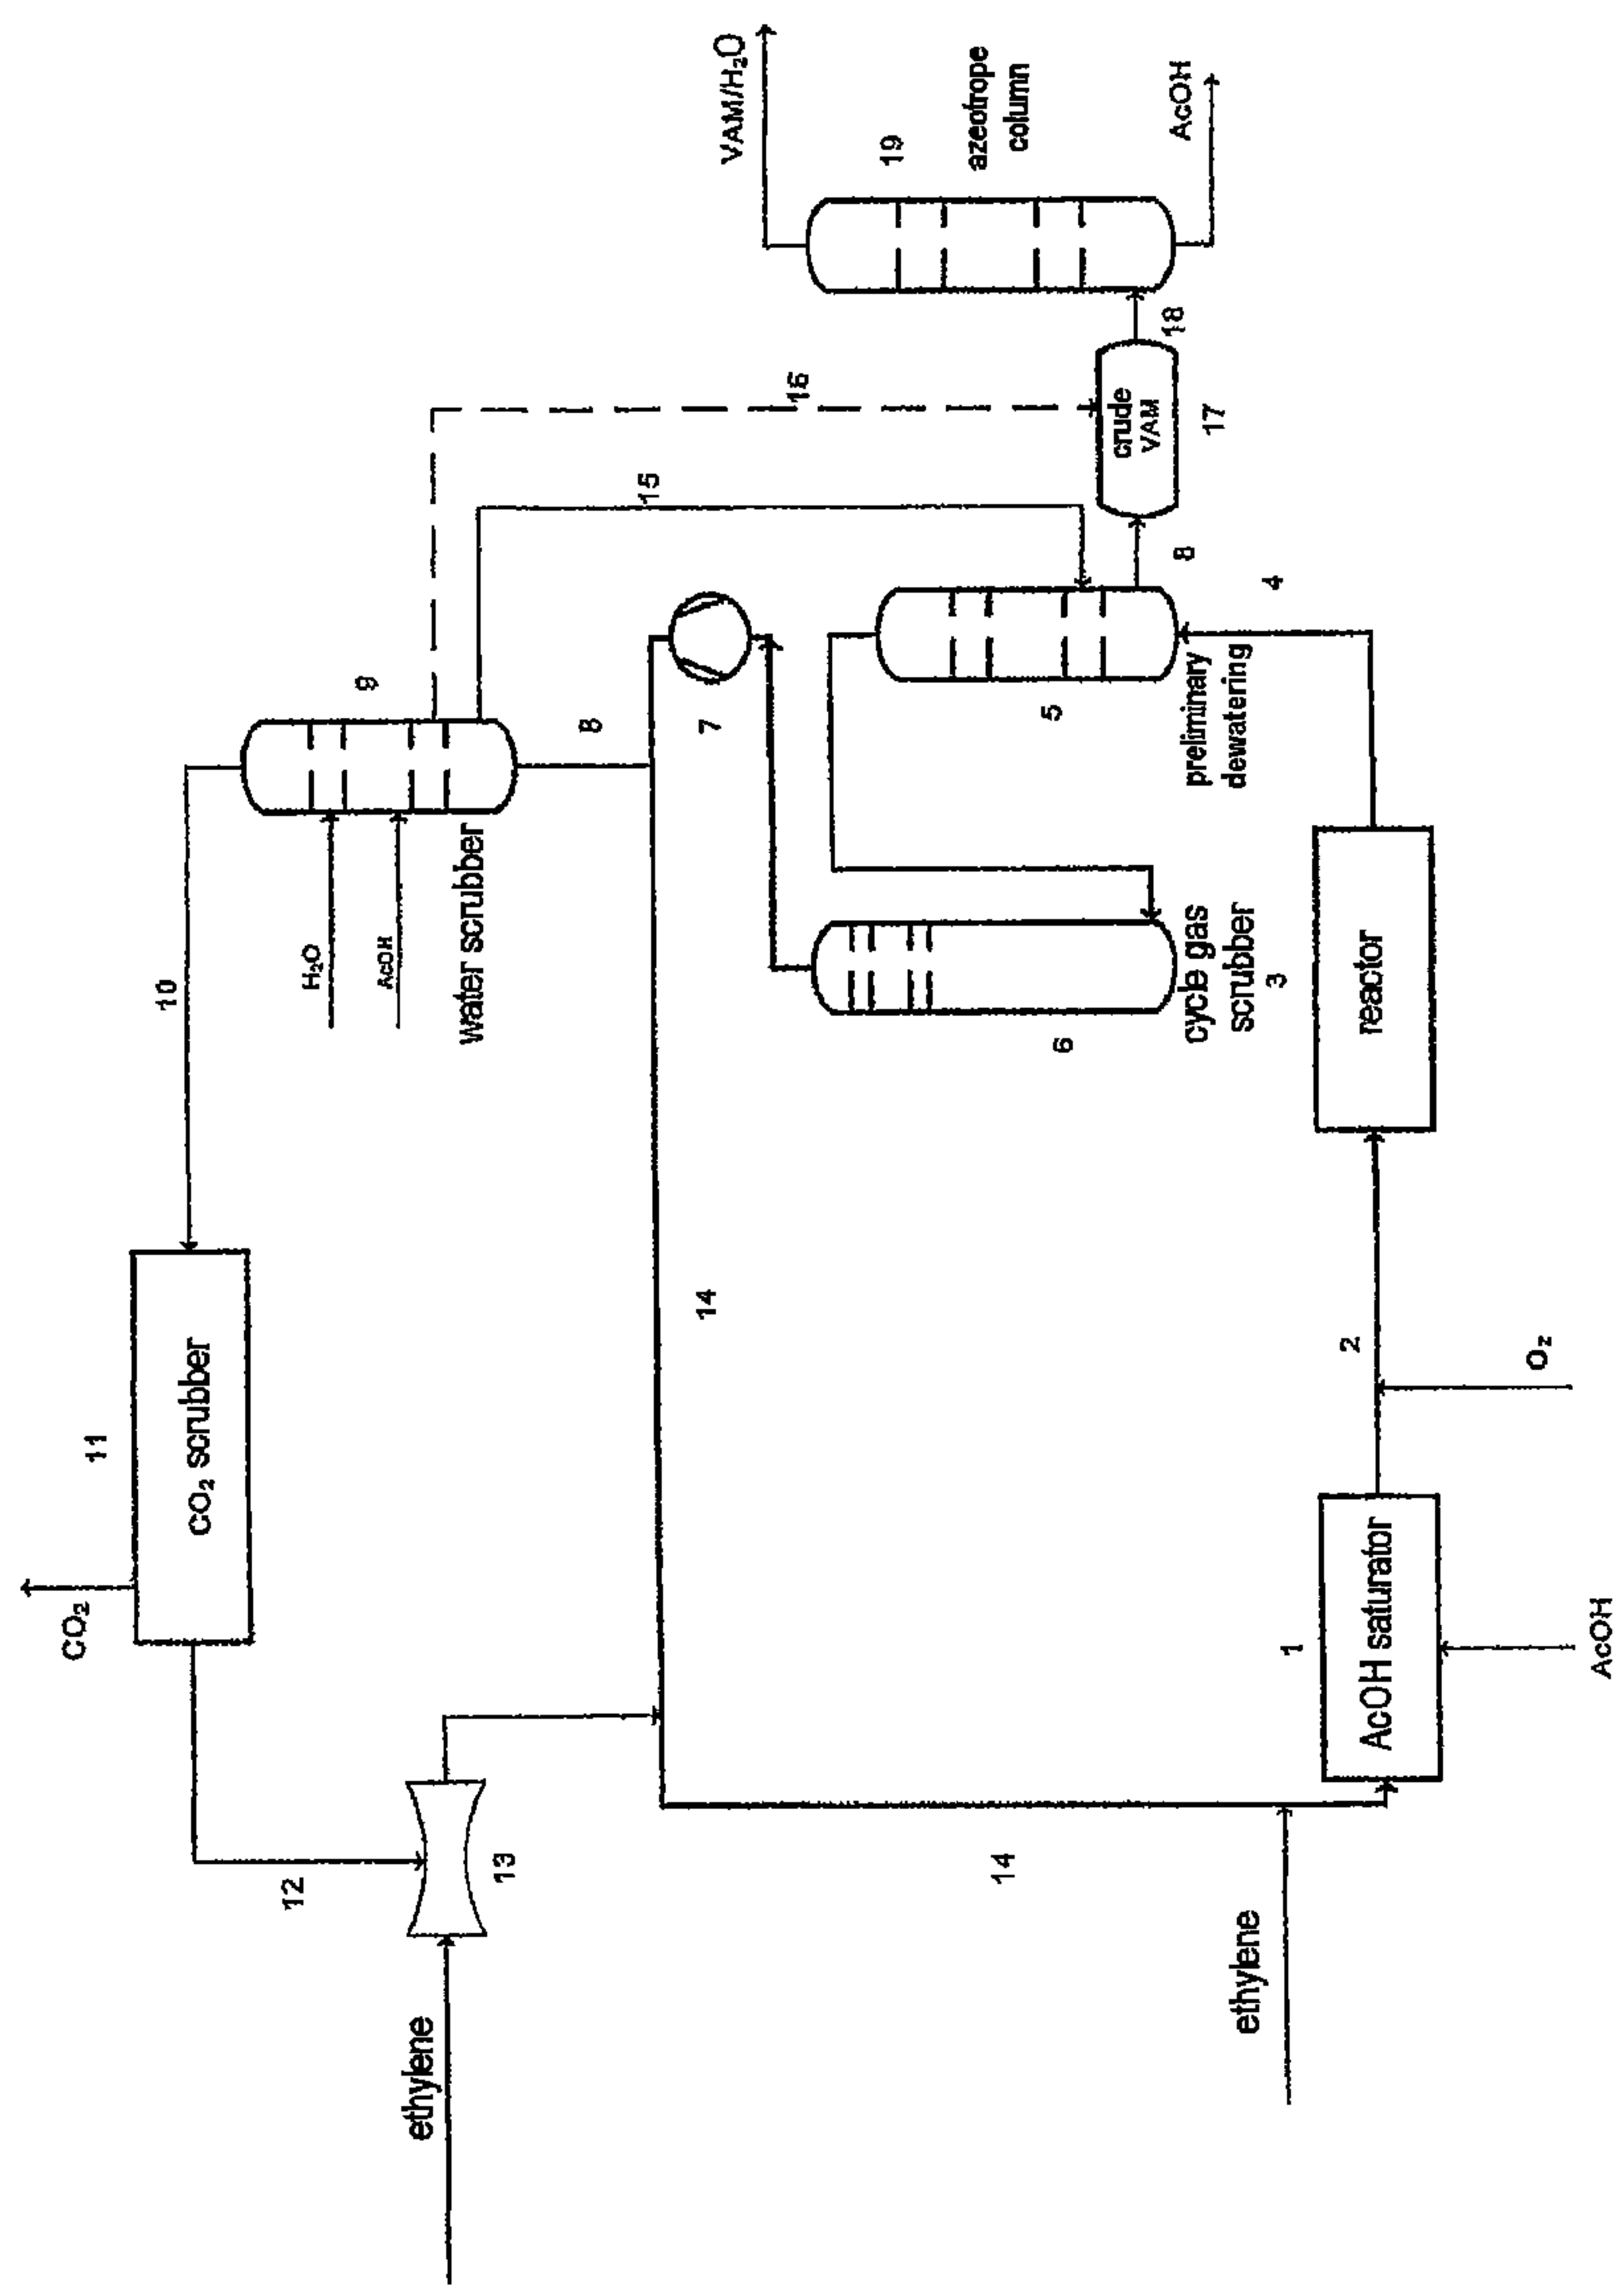 CO₂
11
CO₂ scrubber
12
10
ethylene
13
H₂O
AcOH
water scrubber
9
8
16
15
14
14
7
6
cycle gas
scrubber
3
5
preliminary
dewatering
4
8
crude
VAM
17
18
VAM/H₂O
19
azeotrope
column
AcOH
ethylene
1
AcOH saturator
AcOH
2
O₂
reactor